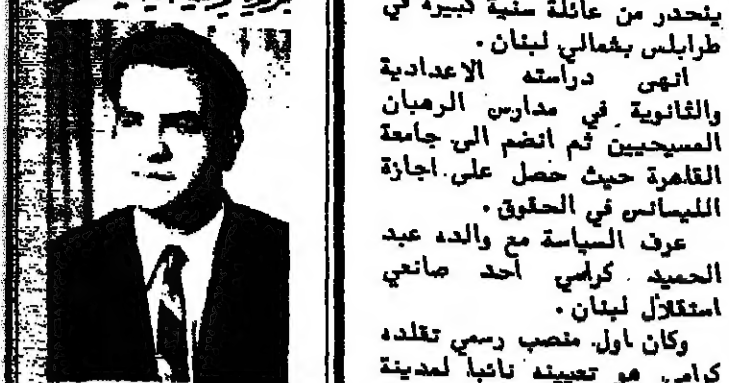 ينحدر من عائلة سنية كبيرة في
طرابلس بشمالي لبنان .
انهى دراسته الاعدادية
والثانوية في مدارس الرهبان
المسيحيين ثم انضم الى جامعة
القاهرة حيث حصل على اجازة
الليسانس في الحقوق .
عرف السياسة مع والده عبد
الحميد كرامي احد صانعي
استقلال لبنان .
وكان اول منصب رسمي تقلده
كرامي هو تعيينه نائبا لمدينة